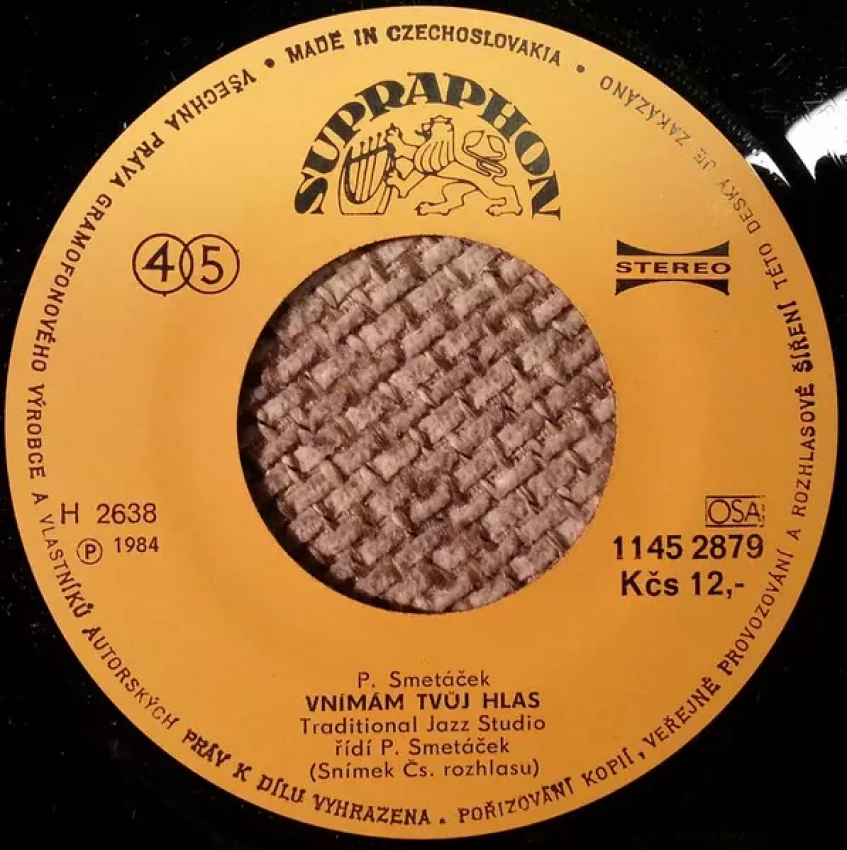 VŠECHNA PRÁVA GRAMOFONOVÉHO VÝROBCE A VLASTNÍKŮ AUTORSKÝCH PRÁV K DÍLU VYHRAZENA . POŘIZOVÁNÍ KOPIÍ, VEŘEJNÉ PROVOZOVÁNÍ A ROZHLASOVÉ ŠÍŘENÍ TÉTO DESKY JE ZAKÁZÁNO
• MADE IN CZECHOSLOVAKIA •
SUPRAPHON
45
STEREO
H 2638
Ⓟ 1984
OSA
1145 2879
Kčs 12,-
P. Smetáček
VNÍMÁM TVŮJ HLAS
Traditional Jazz Studio
řídí P. Smetáček
(Snímek Čs. rozhlasu)